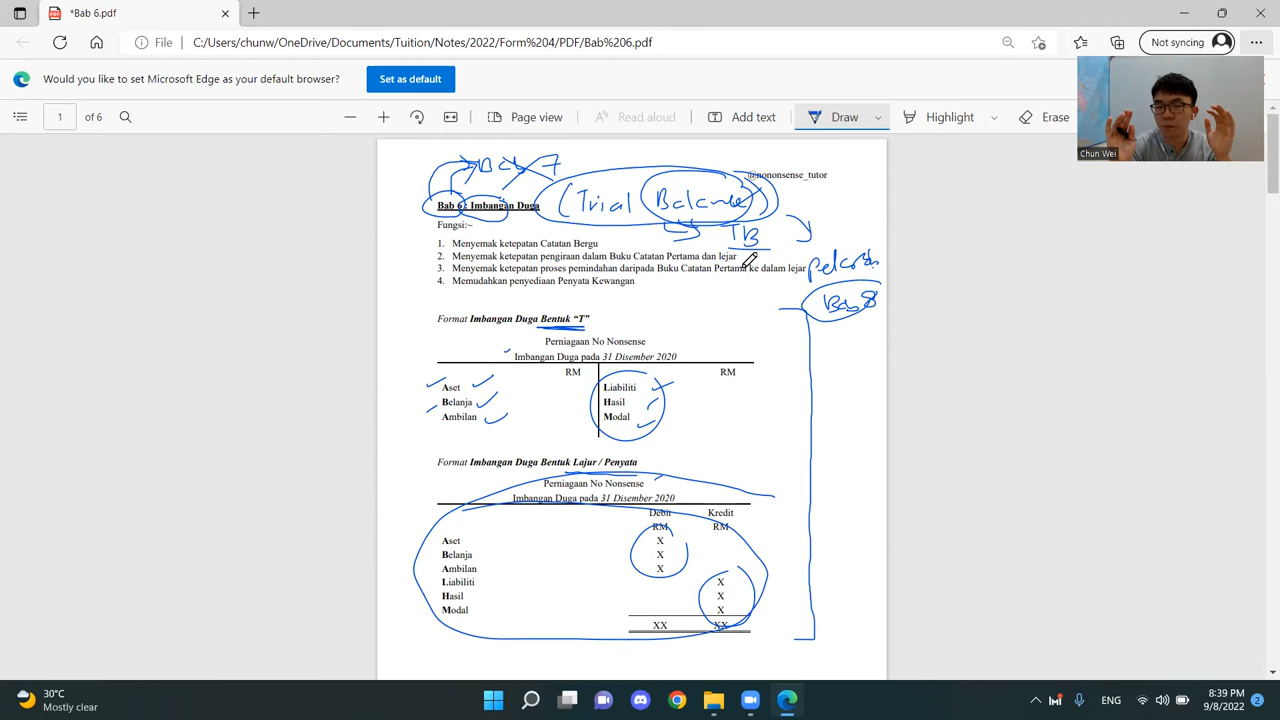 *Bab 6.pdf
File C:/Users/chunw/OneDrive/Documents/Tuition/Notes/2022/Form%204/PDF/Bab%206.pdf
Not syncing
Would you like to set Microsoft Edge as your default browser?
Set as default
1 of 6
Page view
Read aloud
Add text
Draw
Highlight
Erase
Chun Wei
Bab 7
@nononsense_tutor
Bab 6 : Imbangan Duga
(Trial Balance)
TB
Fungsi:~
1. Menyemak ketepatan Catatan Bergu
2. Menyemak ketepatan pengiraan dalam Buku Catatan Pertama dan lejar
3. Menyemak ketepatan proses pemindahan daripada Buku Catatan Pertama ke dalam lejar
4. Memudahkan penyediaan Penyata Kewangan
Bab 8
Format Imbangan Duga Bentuk “T”
Perniagaan No Nonsense
Imbangan Duga pada 31 Disember 2020
RM RM
Aset Liabiliti
Belanja Hasil
Ambilan Modal
Format Imbangan Duga Bentuk Lajur / Penyata
Perniagaan No Nonsense
Imbangan Duga pada 31 Disember 2020
Debit Kredit
RM RM
Aset X
Belanja X
Ambilan X
Liabiliti X
Hasil X
Modal X
XX XX
30°C
Mostly clear
ENG
8:39 PM
9/8/2022
2